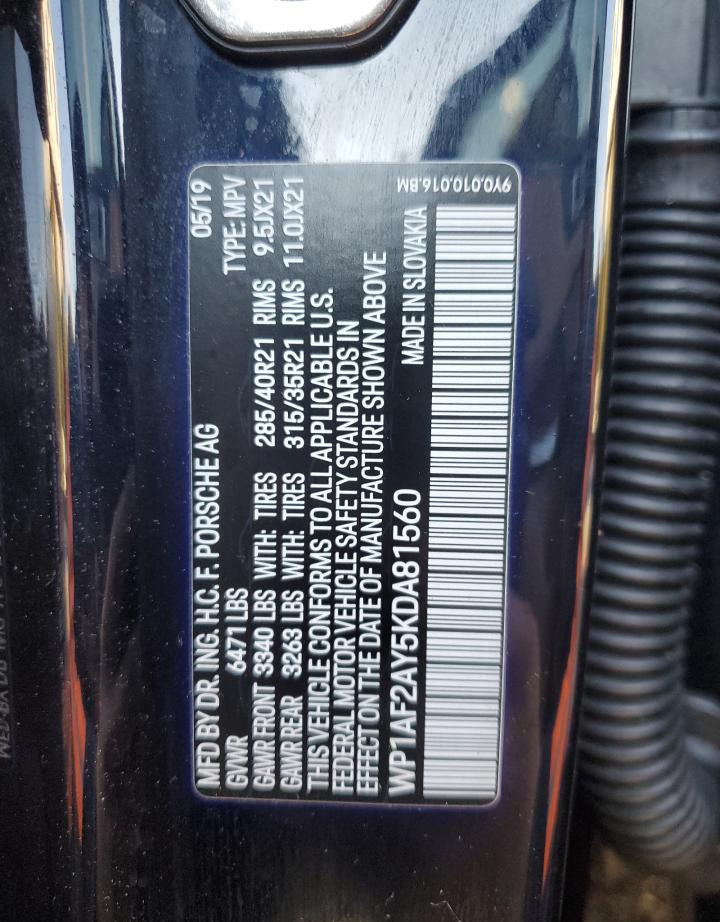 MFD BY DR. ING. H.C. F. PORSCHE AG 05/19
GVWR 6471 LBS TYPE: MPV
GAWR FRONT 3340 LBS WITH: TIRES 285/40R21 RIMS 9.5JX21
GAWR REAR 3263 LBS WITH: TIRES 315/35R21 RIMS 11.0JX21
THIS VEHICLE CONFORMS TO ALL APPLICABLE U.S.
FEDERAL MOTOR VEHICLE SAFETY STANDARDS IN
EFFECT ON THE DATE OF MANUFACTURE SHOWN ABOVE
WP1AF2AY5KDA81560 MADE IN SLOVAKIA
9Y0.010.016.BM